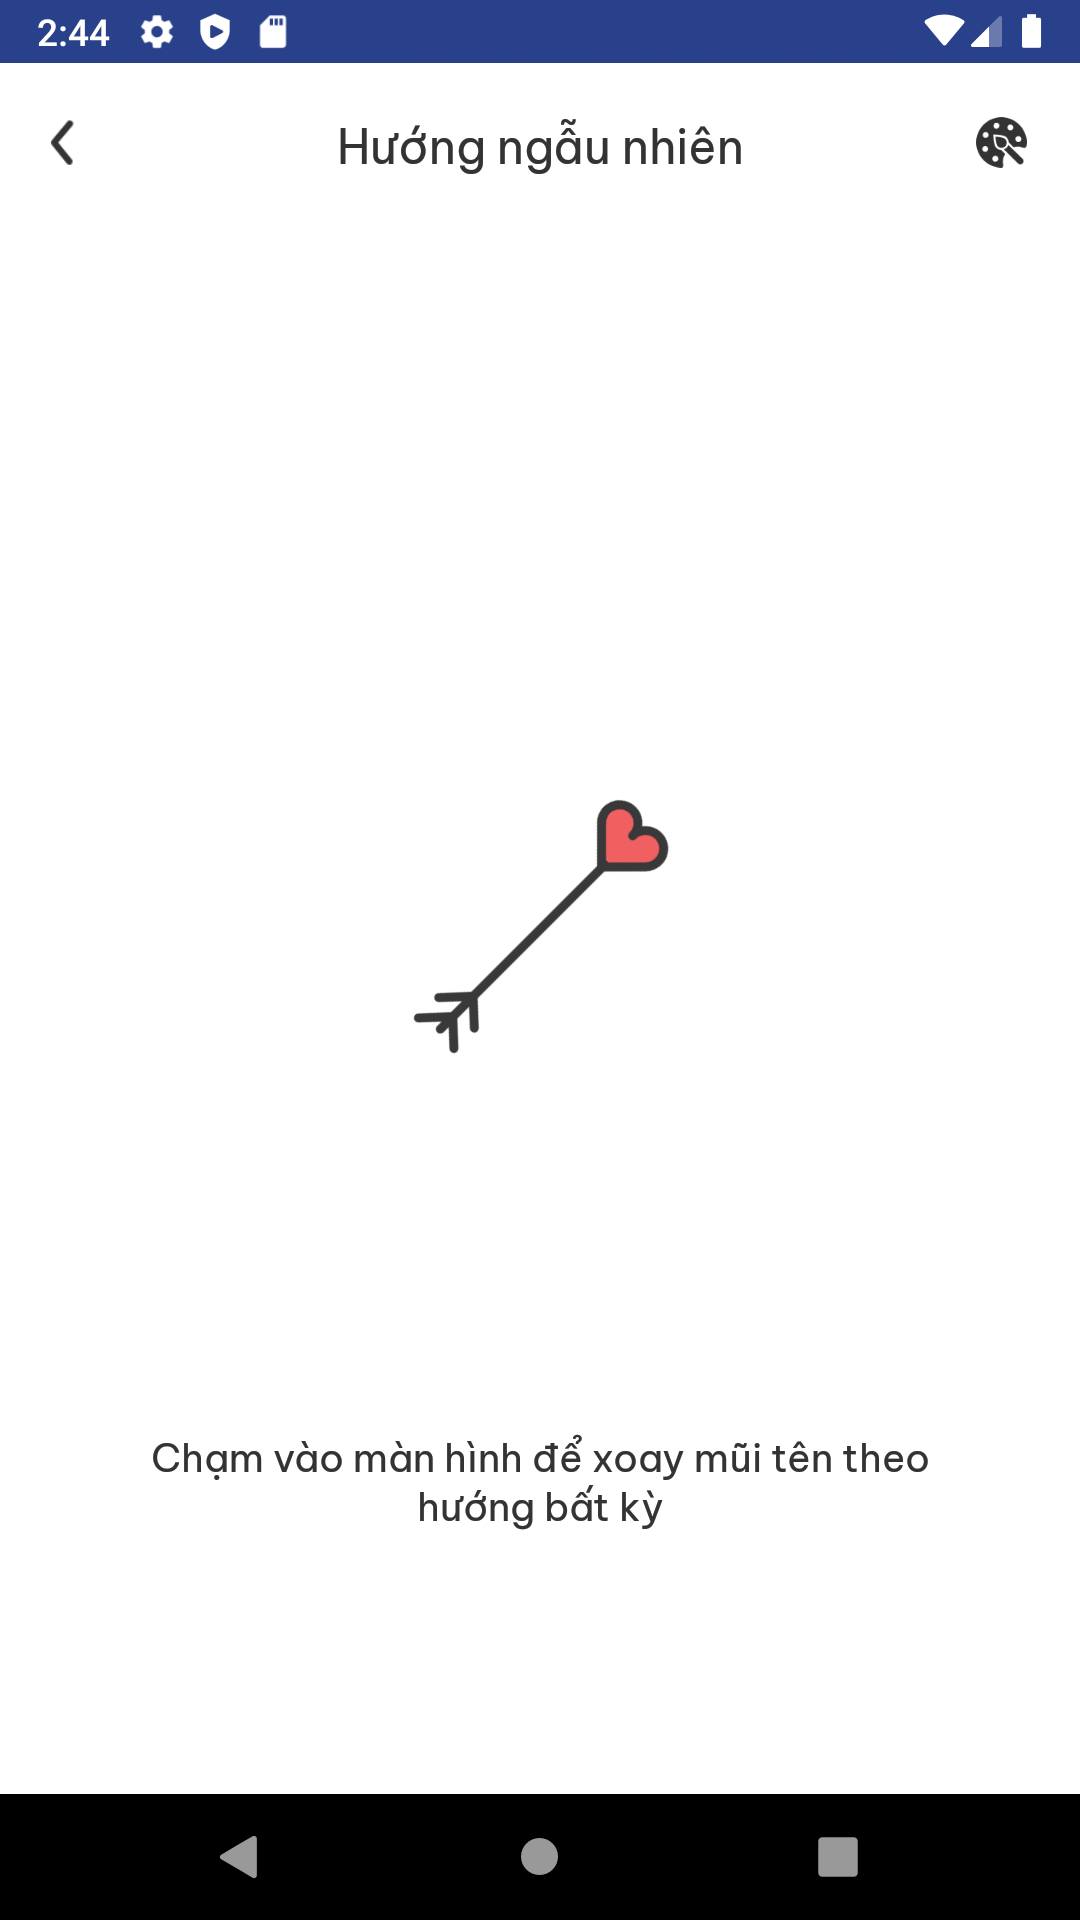 2:44
Hướng ngẫu nhiên
Chạm vào màn hình để xoay mũi tên theo
hướng bất kỳ